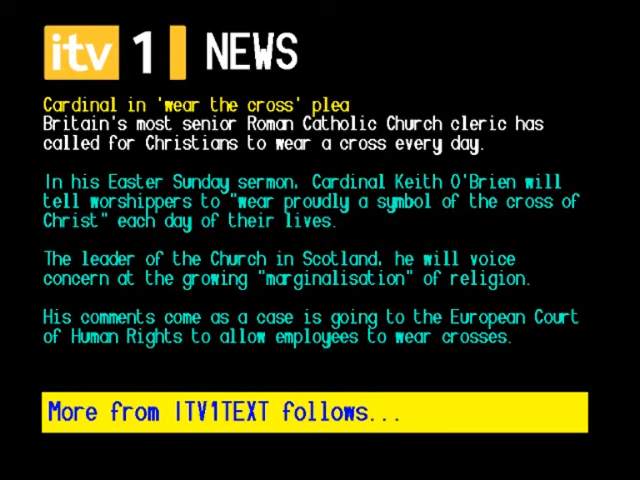 itv 1 NEWS
Cardinal in 'wear the cross' plea
Britain's most senior Roman Catholic Church cleric has
called for Christians to wear a cross every day.
In his Easter Sunday sermon, Cardinal Keith O'Brien will
tell worshippers to "wear proudly a symbol of the cross of
Christ" each day of their lives.
The leader of the Church in Scotland, he will voice
concern at the growing "marginalisation" of religion.
His comments come as a case is going to the European Court
of Human Rights to allow employees to wear crosses.
More from ITV1TEXT follows...